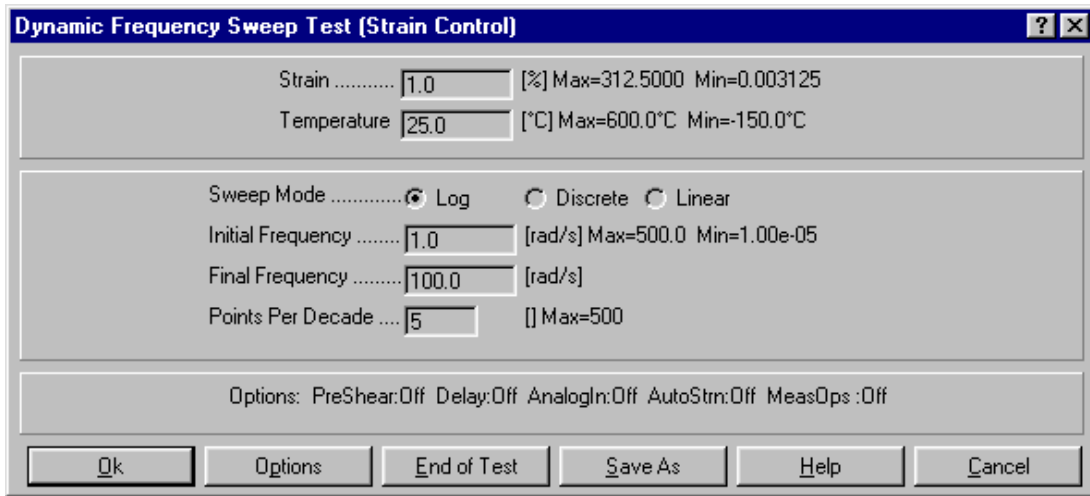 Dynamic Frequency Sweep Test (Strain Control)
Strain .......... 1.0 [%] Max=312.5000 Min=0.003125
Temperature 25.0 [°C] Max=600.0°C Min=-150.0°C
Sweep Mode ............. Log Discrete Linear
Initial Frequency ........ 1.0 [rad/s] Max=500.0 Min=1.00e-05
Final Frequency ......... 100.0 [rad/s]
Points Per Decade .... 5 [] Max=500
Options: PreShear:Off Delay:Off AnalogIn:Off AutoStrn:Off MeasOps :Off
Ok Options End of Test Save As Help Cancel